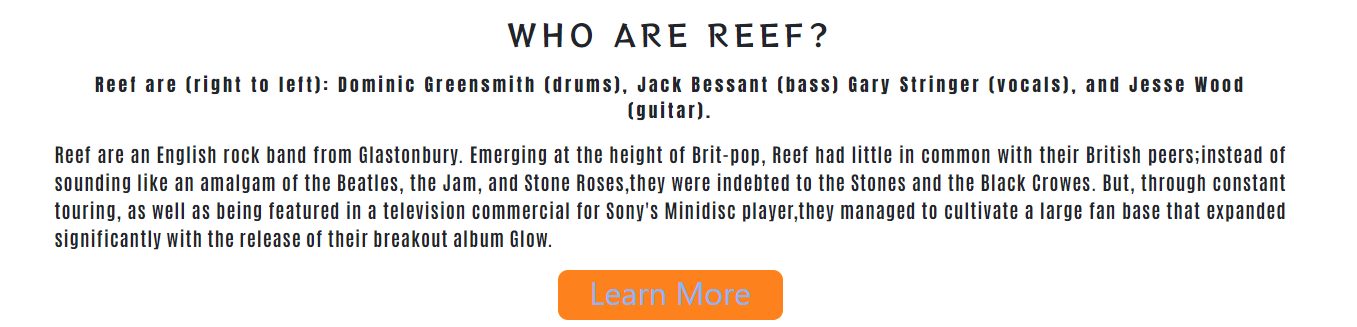 WHO ARE REEF?
Reef are (right to left): Dominic Greensmith (drums), Jack Bessant (bass) Gary Stringer (vocals), and Jesse Wood
(guitar).
Reef are an English rock band from Glastonbury. Emerging at the height of Brit-pop, Reef had little in common with their British peers;instead of
sounding like an amalgam of the Beatles, the Jam, and Stone Roses,they were indebted to the Stones and the Black Crowes. But, through constant
touring, as well as being featured in a television commercial for Sony's Minidisc player,they managed to cultivate a large fan base that expanded
significantly with the release of their breakout album Glow.
Learn More